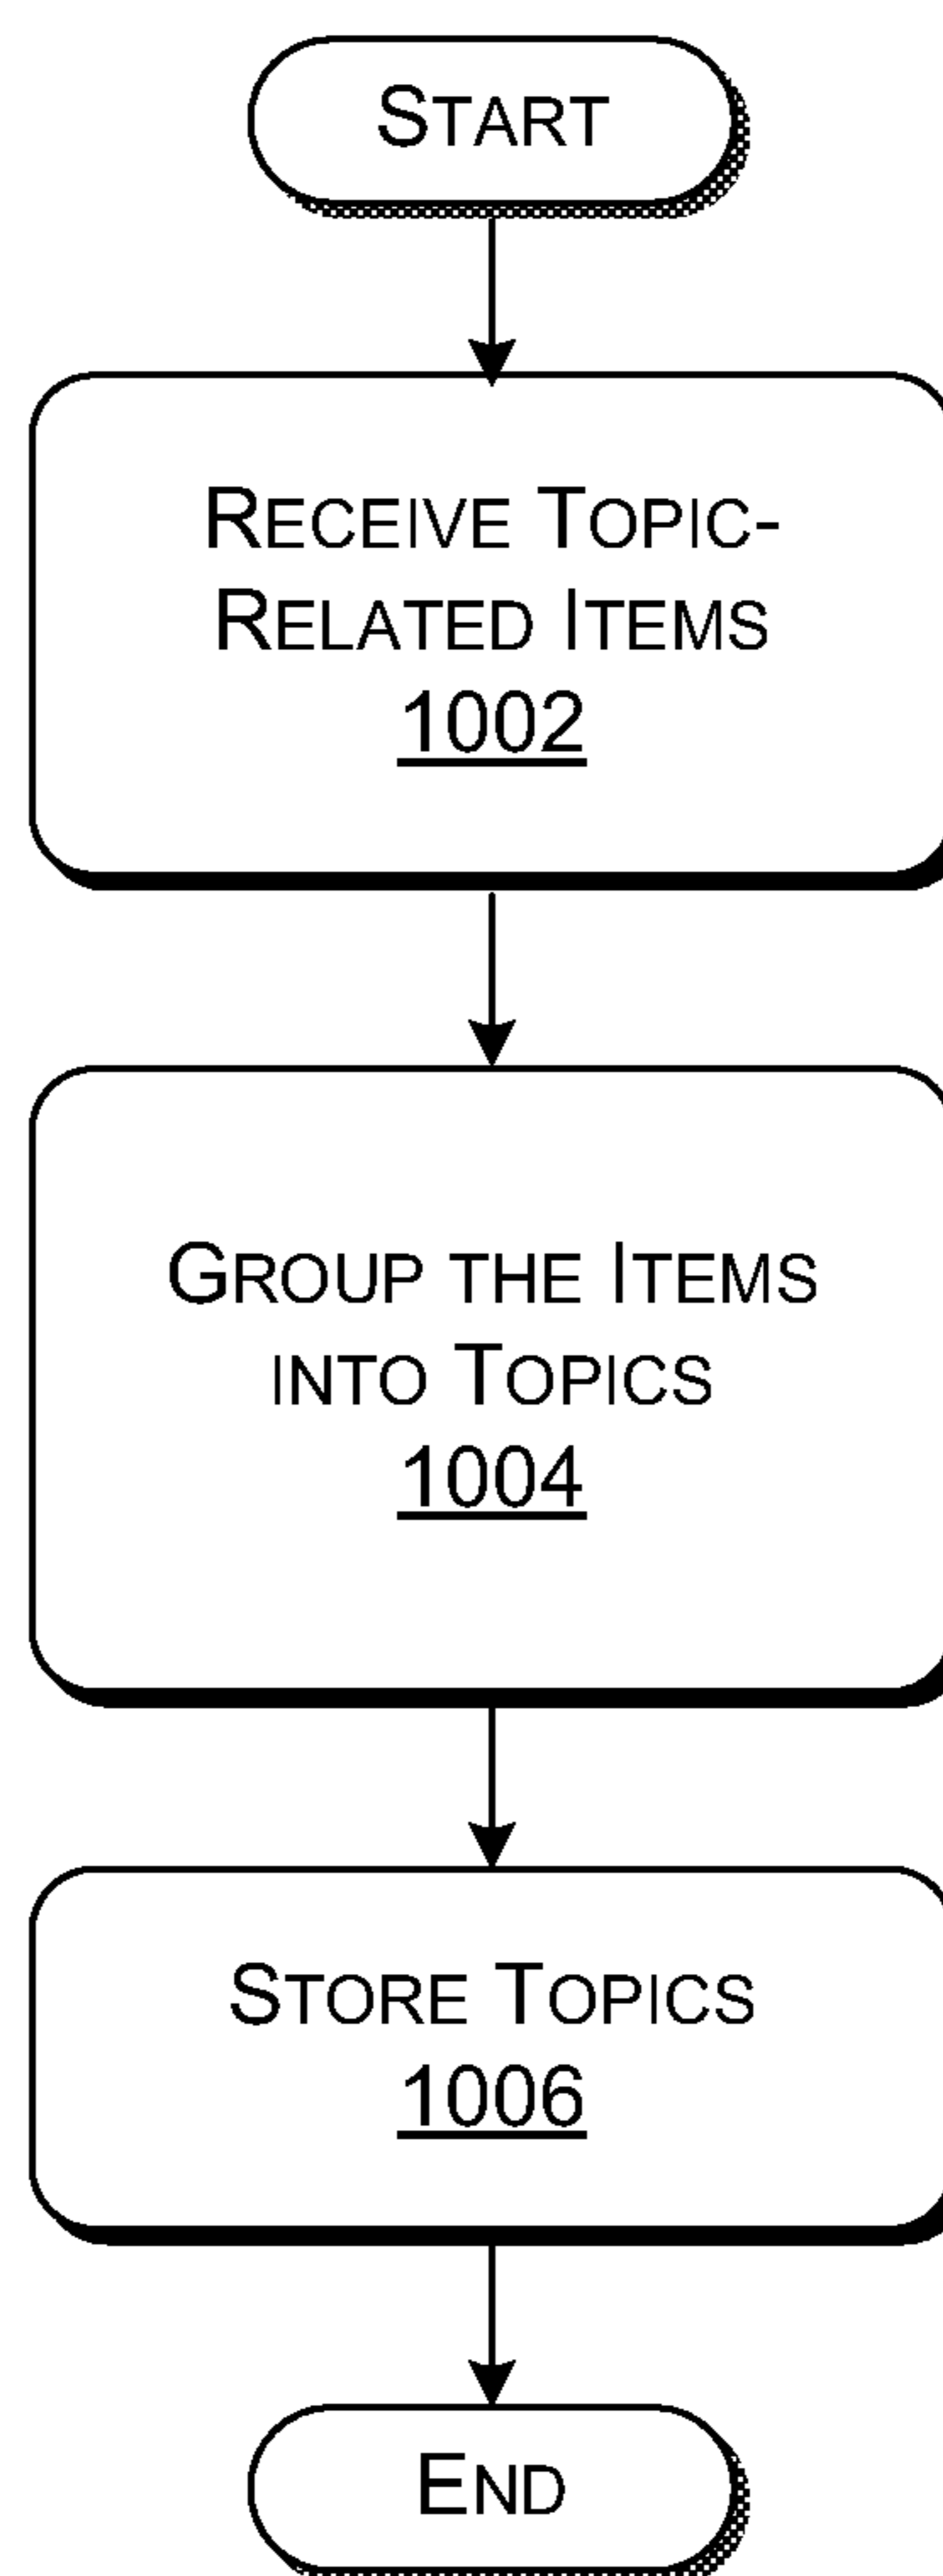 START
RECEIVE TOPIC-
RELATED ITEMS
1002
GROUP THE ITEMS
INTO TOPICS
1004
STORE TOPICS
1006
END